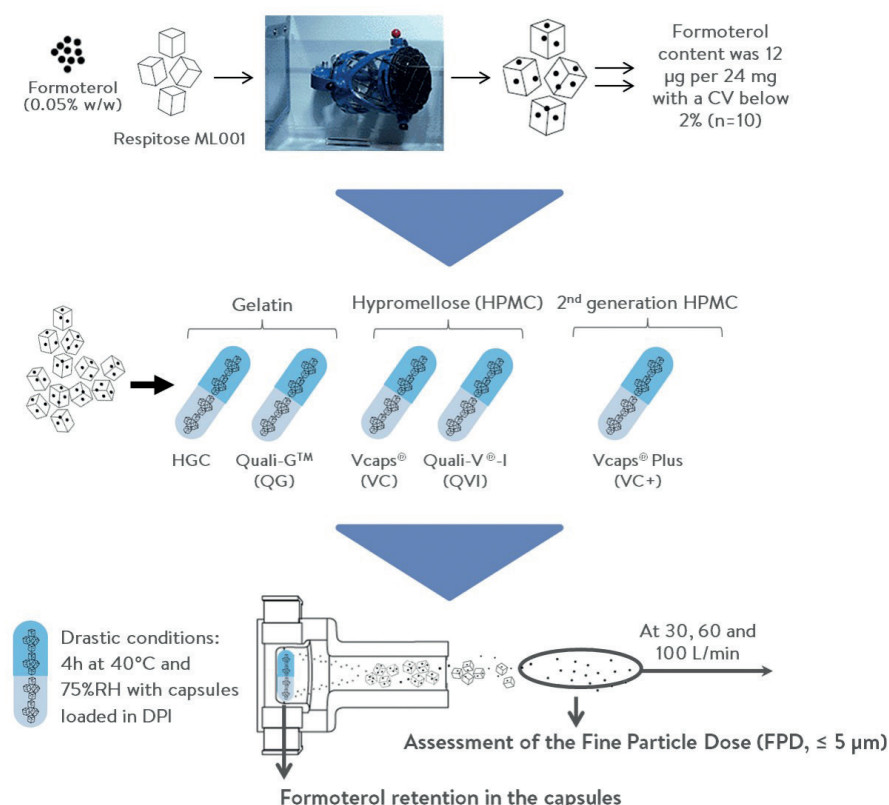 Formoterol
(0.05% w/w)
Respitose ML001
Formoterol
content was 12
µg per 24 mg
with a CV below
2% (n=10)
Gelatin
Hypromellose (HPMC)
2nd generation HPMC
HGC
Quali-G™
(QG)
Vcaps®
(VC)
Quali-V®-I
(QVI)
Vcaps® Plus
(VC+)
Drastic conditions:
4h at 40°C and
75%RH with capsules
loaded in DPI
At 30, 60 and
100 L/min
Assessment of the Fine Particle Dose (FPD, ≤ 5 µm)
Formoterol retention in the capsules